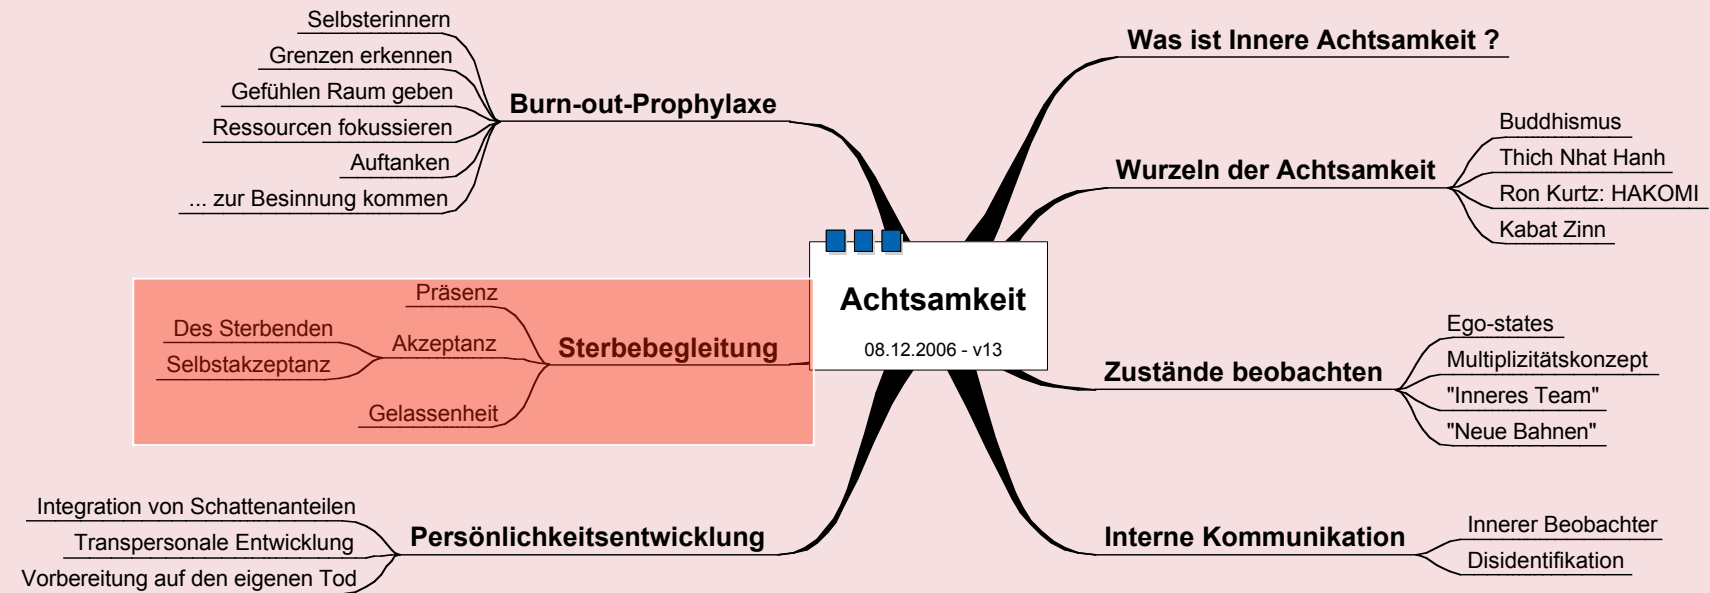 Selbsterinnern
Grenzen erkennen
Gefühlen Raum geben
Ressourcen fokussieren
Auftanken
... zur Besinnung kommen
Burn-out-Prophylaxe
Präsenz
Des Sterbenden
Selbstakzeptanz
Akzeptanz
Gelassenheit
Sterbebegleitung
Integration von Schattenanteilen
Transpersonale Entwicklung
Vorbereitung auf den eigenen Tod
Persönlichkeitsentwicklung
Achtsamkeit
08.12.2006 - v13
Was ist Innere Achtsamkeit ?
Wurzeln der Achtsamkeit
Buddhismus
Thich Nhat Hanh
Ron Kurtz: HAKOMI
Kabat Zinn
Zustände beobachten
Ego-states
Multiplizitätskonzept
"Inneres Team"
"Neue Bahnen"
Interne Kommunikation
Innerer Beobachter
Disidentifikation